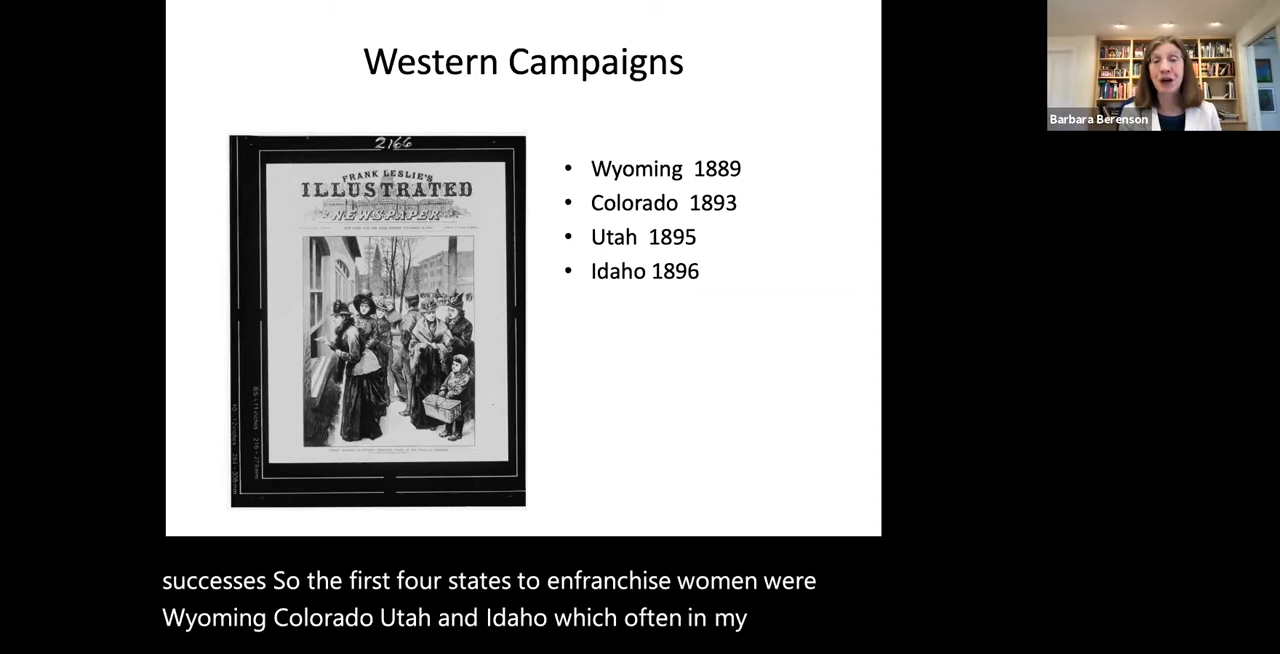 Western Campaigns
Barbara Berenson
2166
FRANK LESLIE'S
ILLUSTRATED
NEWSPAPER
• Wyoming 1889
• Colorado 1893
• Utah 1895
• Idaho 1896
successes So the first four states to enfranchise women were
Wyoming Colorado Utah and Idaho which often in my